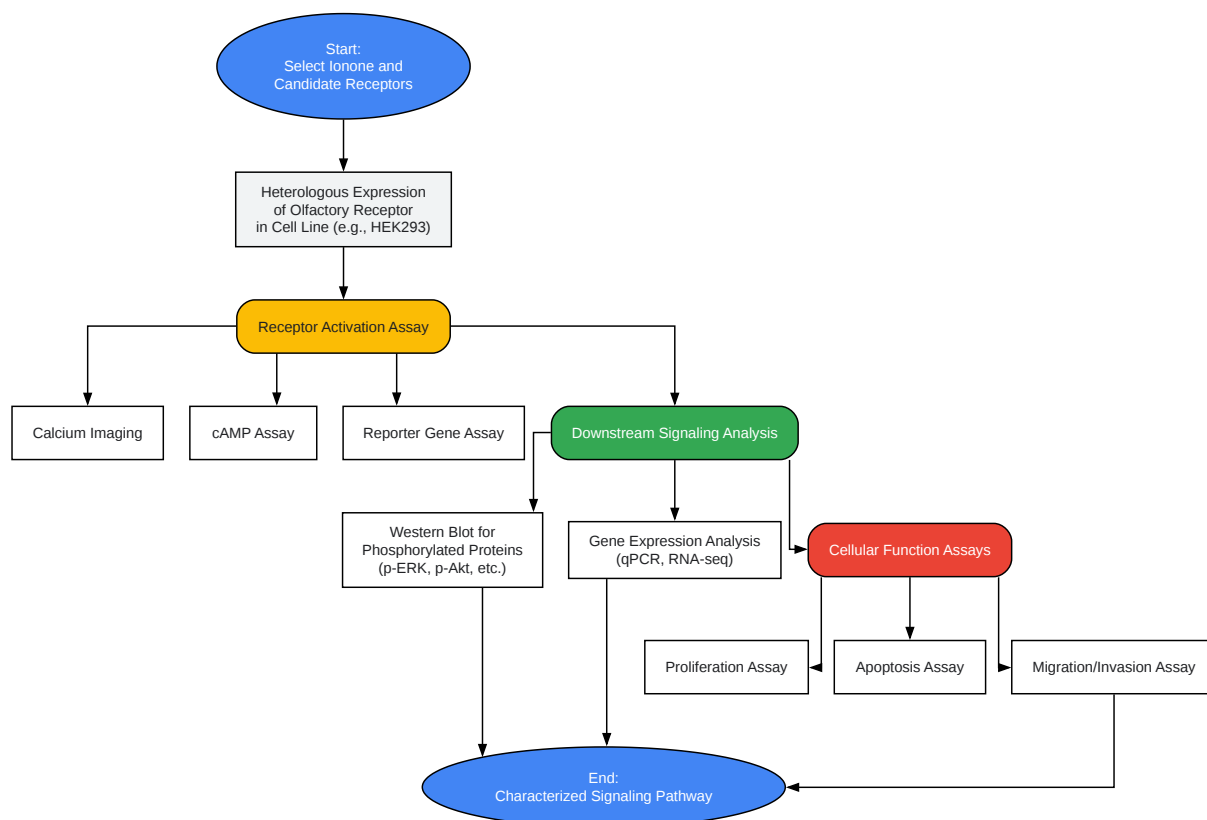 Start:
Select Ionone and
Candidate Receptors
Heterologous Expression
of Olfactory Receptor
in Cell Line (e.g., HEK293)
Receptor Activation Assay
Calcium Imaging
cAMP Assay
Reporter Gene Assay
Downstream Signaling Analysis
Western Blot for
Phosphorylated Proteins
(p-ERK, p-Akt, etc.)
Gene Expression Analysis
(qPCR, RNA-seq)
Cellular Function Assays
Proliferation Assay
Apoptosis Assay
Migration/Invasion Assay
End:
Characterized Signaling Pathway